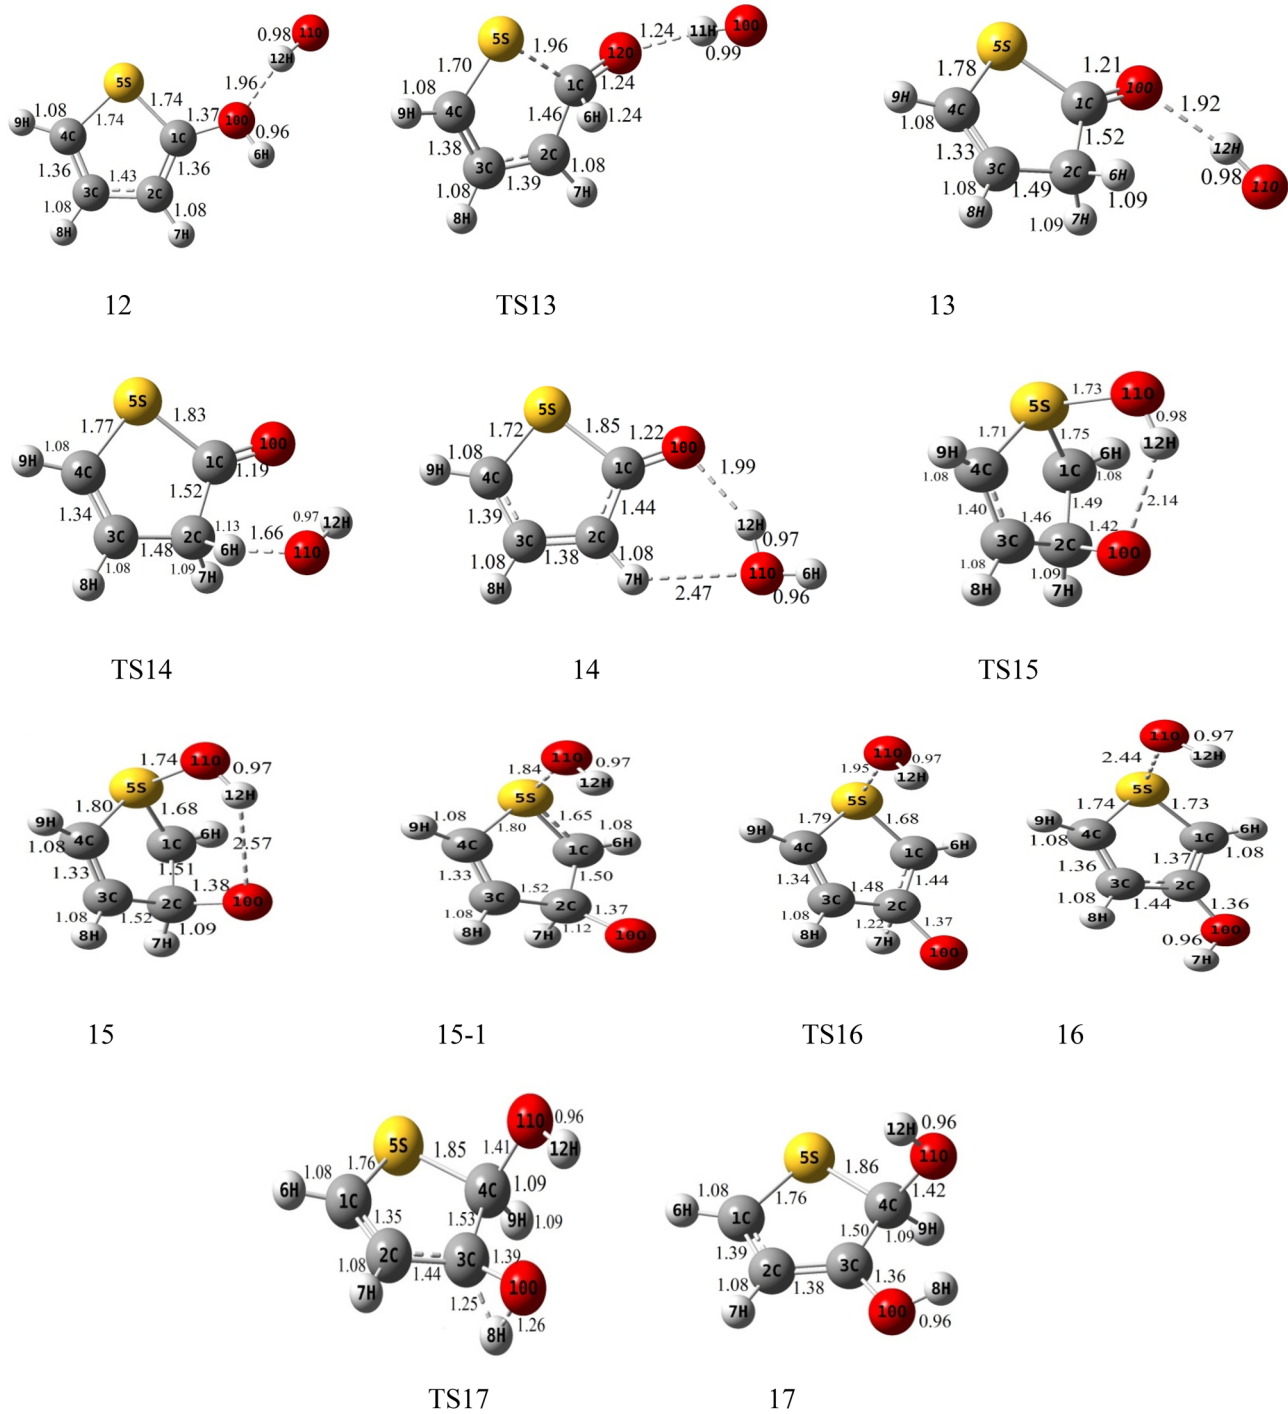 0.98 11O
12H
5S 1.96
1.08 1.74 1.37 10O
9H 4C 1.74 1C 0.96
6H
1.36 1.43 1.36
3C 2C
1.08 1.08
8H 7H
12
5S 1.96 12O 1.24 11H 10O
0.99
1.70 1C 1.24
1.08
9H 4C 1.46 6H 1.24
1.38 2C
3C 1.39 1.08
1.08 7H
8H
TS13
5S
1.78 1.21 10O
9H 4C 1C 1.92
1.08 1.52 12H
1.33 0.98 11O
3C 2C 6H
1.08 1.49 1.09
8H 1.09 7H
13
5S
1.77 1.83 10O
1.08 1C
9H 4C 1.19
1.52
1.34 1.13 1.66 0.97 12H
3C 1.48 2C 6H 11O
1.08 1.09 7H
8H
TS14
5S
1.72 1.85 1.22 10O
1.08 1C
9H 4C 1.99
1.39 1.44
12H
3C 2C 0.97
1.08 1.38 1.08
8H 7H 2.47 11O 6H
0.96
14
5S 1.73 11O
0.98
1.71 1.75 12H
9H 4C 1C 6H
1.08 1.08
1.49 2.14
1.40 1.46 1.42
3C 2C 10O
1.08 1.09
8H 7H
TS15
1.74 11O
0.97
5S 12H
1.80 1.68
9H 4C 1C 6H 2.57
1.08
1.33 1.51 1.38
3C 2C 10O
1.08 1.52 1.09
8H 7H
15
11O 0.97
1.84 12H
5S
1.08 1.80 1.65 1.08
9H 4C 1C 6H
1.33 1.50
3C 1.52 2C 1.37
1.08 1.12
8H 7H 10O
15-1
11O 0.97
1.95 12H
5S
1.79 1.68
9H 4C 1C 6H
1.34 1.48 1.44
3C 2C
1.08 1.22 1.37
8H 7H 10O
TS16
11O 0.97
2.44 12H
5S
1.74 1.73
9H 4C 1C 6H
1.08 1.08
1.36 1.37
3C 2C
1.08 1.44 1.36
8H 0.96 10O
7H
16
11O 0.96
5S 12H
1.85 1.41
1.08 1.76 4C 1.09
6H 1C
1.53 9H 1.09
1.35
2C 3C 1.39
1.08 1.44 10O
7H 1.25
8H 1.26
TS17
12H 0.96
5S 11O
1.86
1.08 1.76 4C 1.42
6H 1C 9H
1.50 1.09
1.39
2C 3C 1.36 8H
1.08 1.38
7H 10O 0.96
17